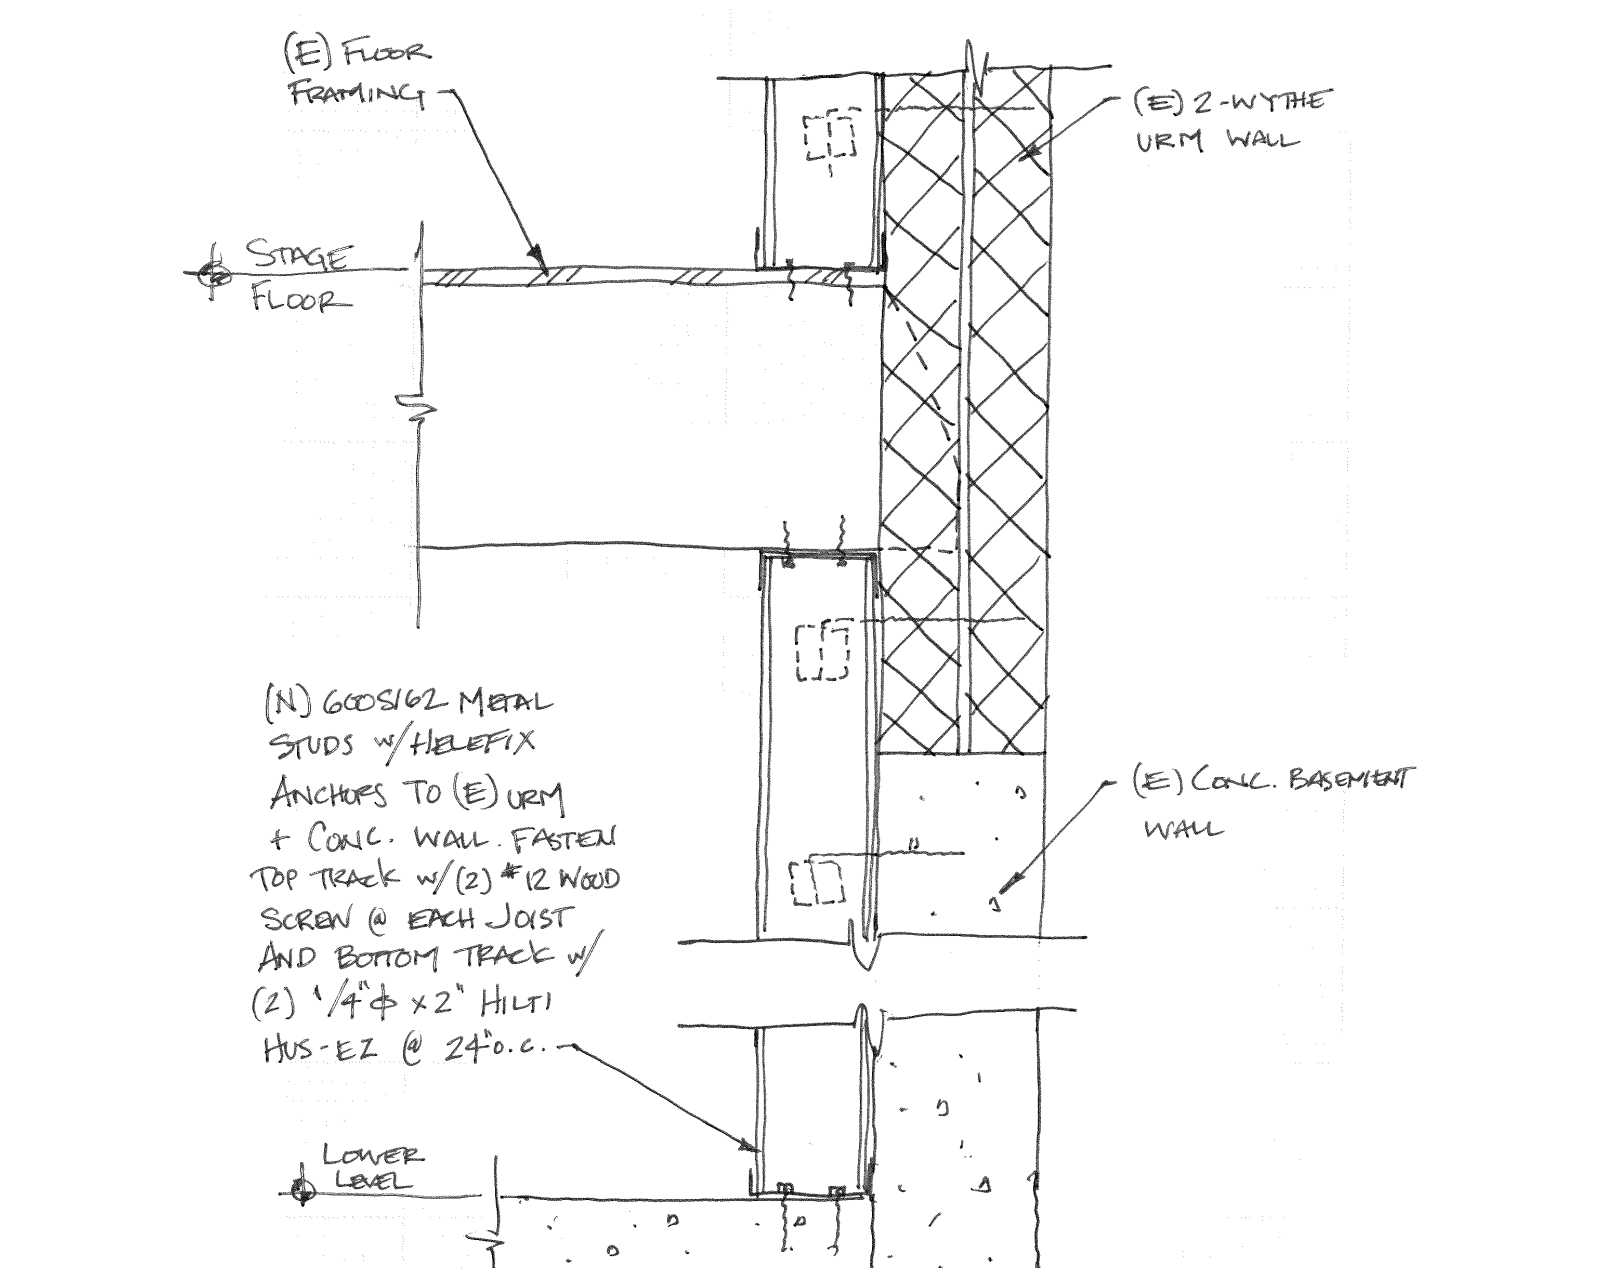 (E) FLOOR
FRAMING
(E) 2-WYTHE
URM WALL
STAGE
FLOOR
(N) 600S162 METAL
STUDS W/ HELEFIX
ANCHORS TO (E) URM
+ CONC. WALL. FASTEN
TOP TRACK W/ (2) #12 WOOD
SCREW @ EACH JOIST
AND BOTTOM TRACK W/
(2) 1/4"ϕ x 2" HILTI
HUS-EZ @ 24" O.C.
(E) CONC. BASEMENT
WALL
LOWER
LEVEL